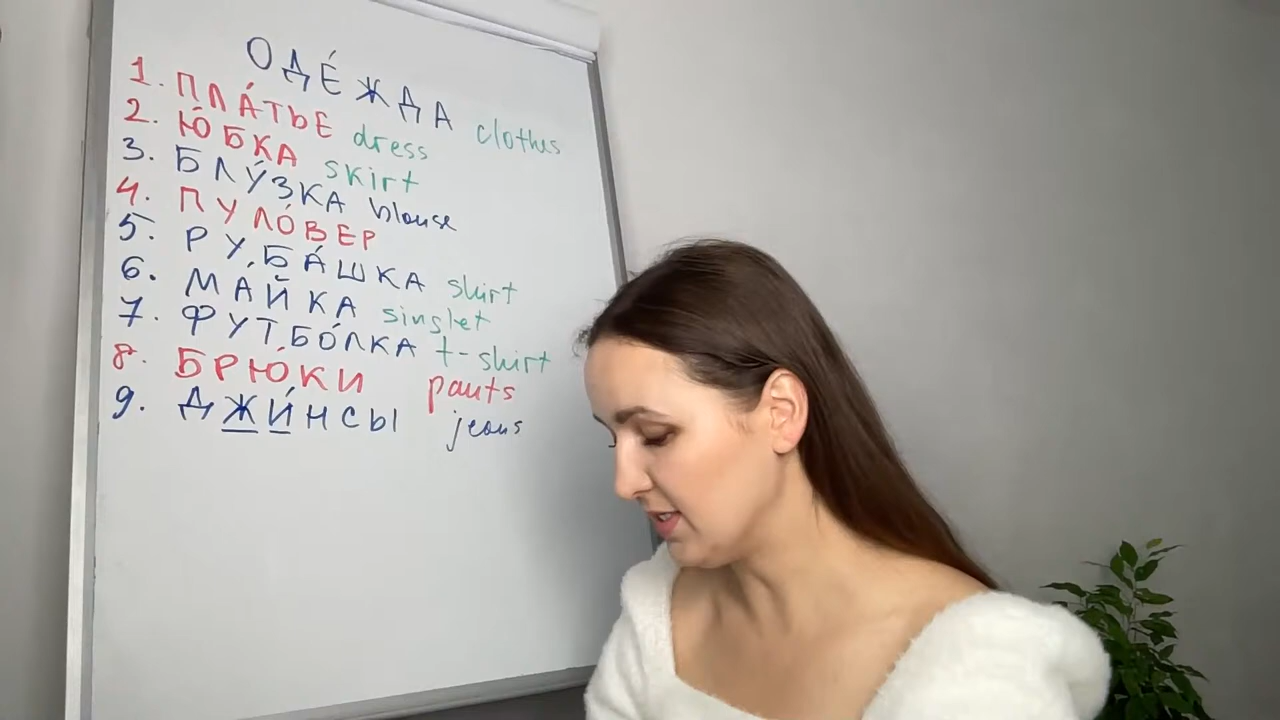 ОДЕ́ЖДА clothes
1. ПЛА́ТЬЕ dress
2. Ю́БКА skirt
3. БЛУ́ЗКА blouse
4. ПУЛО́ВЕР
5. РУБА́ШКА shirt
6. МА́ЙКА singlet
7. ФУТБО́ЛКА t-shirt
8. БРЮ́КИ pants
9. ДЖИ́НСЫ jeans